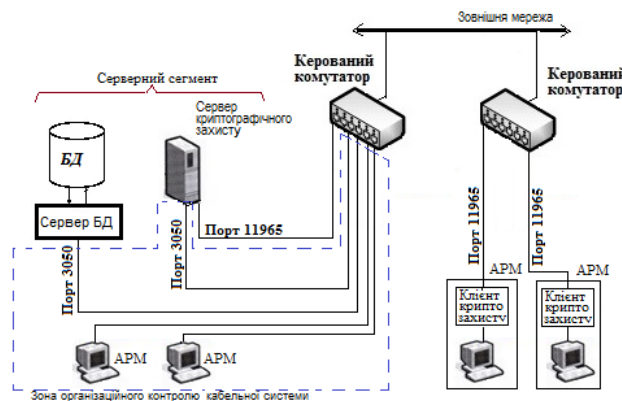 Зовнішня мережа
Керований
комутатор
Керований
комутатор
Серверний сегмент
Сервер
криптографічного
захисту
БД
Сервер БД
Порт 3050
Порт 3050
Порт 11965
Порт 11965
Порт 11965
АРМ
АРМ
Клієнт
крипто
захисту
АРМ
Клієнт
крипто
захисту
АРМ
Зона організаційного контролю кабельної системи